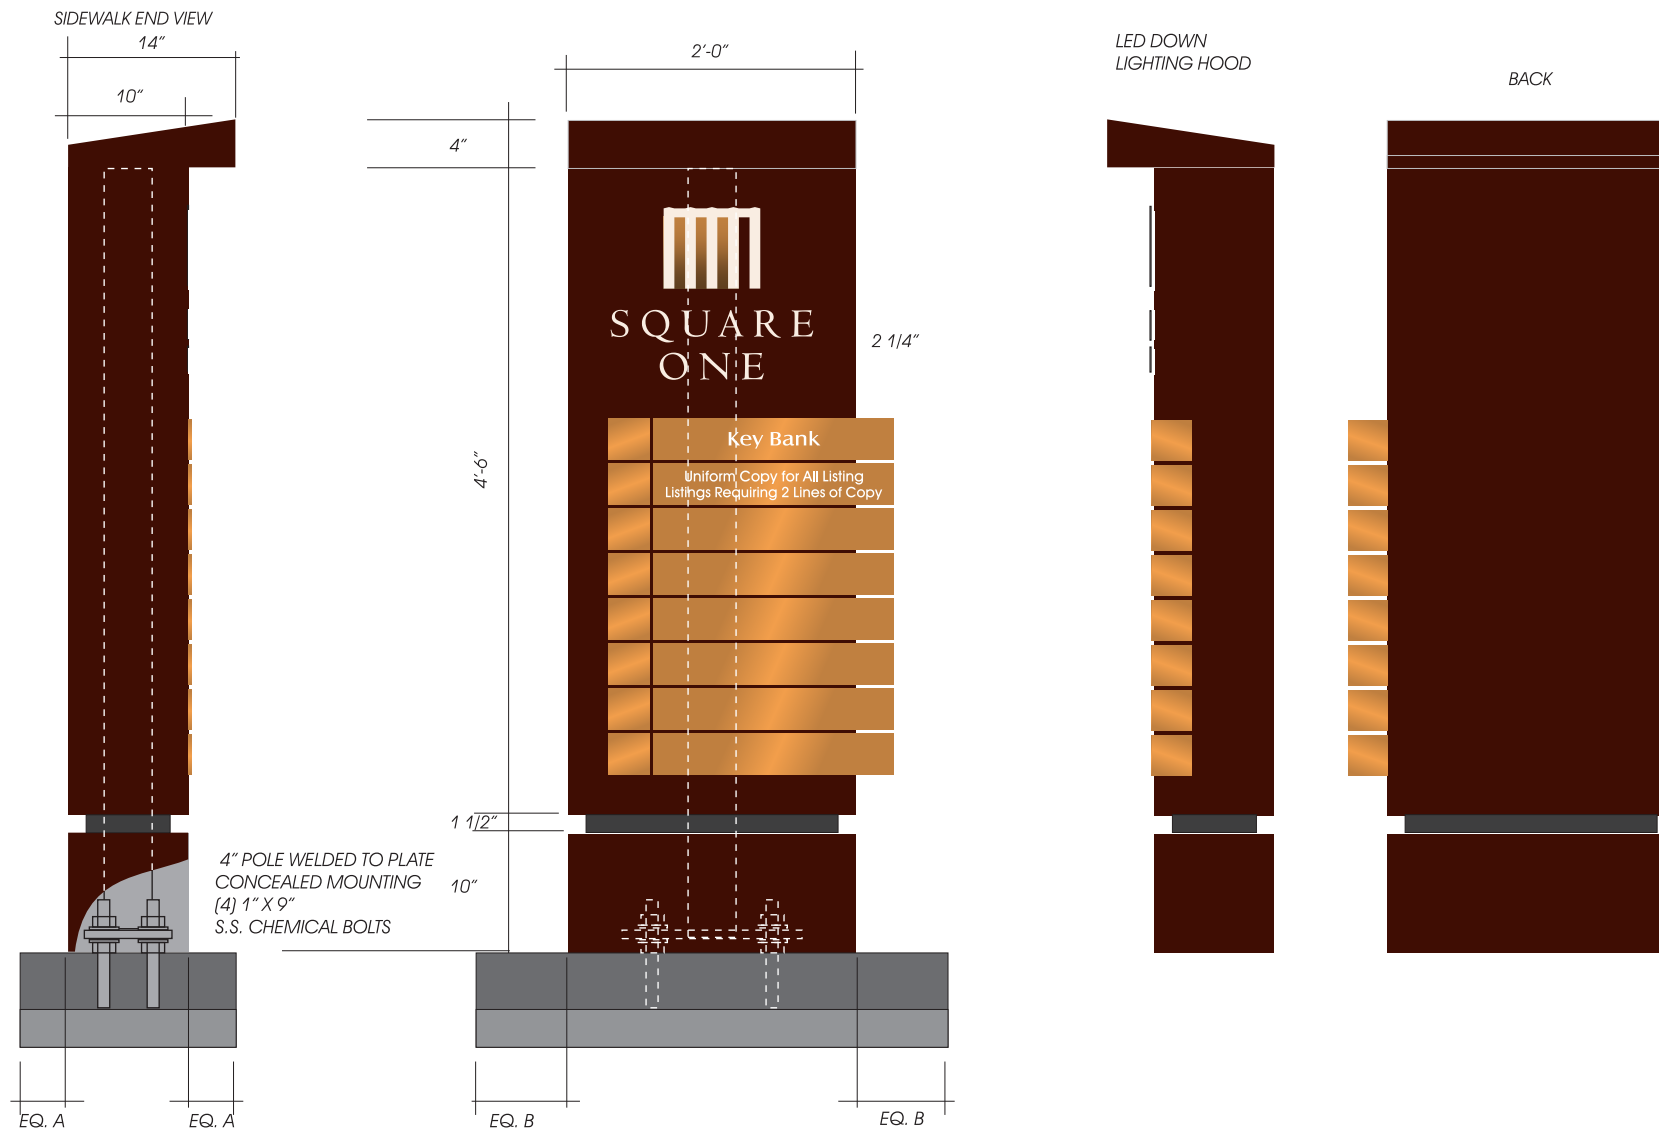 SIDEWALK END VIEW
14"
10"
2'-0"
4"
LED DOWN
LIGHTING HOOD
BACK
SQUARE
ONE
2 1/4"
4'-6"
Key Bank
Uniform Copy for All Listing
Listings Requiring 2 Lines of Copy
1 1/2"
10"
4" POLE WELDED TO PLATE
CONCEALED MOUNTING
(4) 1" X 9"
S.S. CHEMICAL BOLTS
EQ. A
EQ. A
EQ. B
EQ. B